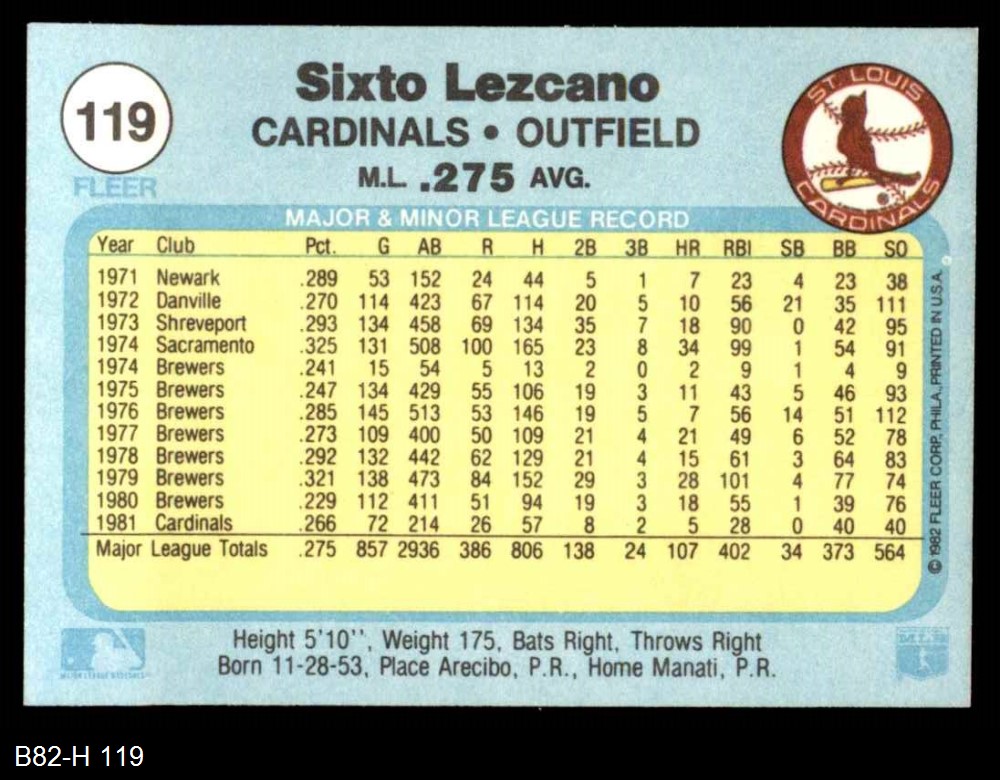 119
FLEER
Sixto Lezcano
CARDINALS • OUTFIELD
M.L. .275 AVG.
ST. LOUIS
CARDINALS
MAJOR & MINOR LEAGUE RECORD
Year Club Pct. G AB R H 2B 3B HR RBI SB BB SO
1971 Newark .289 53 152 24 44 5 1 7 23 4 23 38
1972 Danville .270 114 423 67 114 20 5 10 56 21 35 111
1973 Shreveport .293 134 458 69 134 35 7 18 90 0 42 95
1974 Sacramento .325 131 508 100 165 23 8 34 99 1 54 91
1974 Brewers .241 15 54 5 13 2 0 2 9 1 4 9
1975 Brewers .247 134 429 55 106 19 3 11 43 5 46 93
1976 Brewers .285 145 513 53 146 19 5 7 56 14 51 112
1977 Brewers .273 109 400 50 109 21 4 21 49 6 52 78
1978 Brewers .292 132 442 62 129 21 4 15 61 3 64 83
1979 Brewers .321 138 473 84 152 29 3 28 101 4 77 74
1980 Brewers .229 112 411 51 94 19 3 18 55 1 39 76
1981 Cardinals .266 72 214 26 57 8 2 5 28 0 40 40
Major League Totals .275 857 2936 386 806 138 24 107 402 34 373 564
© 1982 FLEER CORP., PHILA., PRINTED IN U.S.A.
Height 5'10'', Weight 175, Bats Right, Throws Right
Born 11-28-53, Place Arecibo, P.R., Home Manati, P.R.
MAJOR LEAGUE BASEBALL
B82-H 119